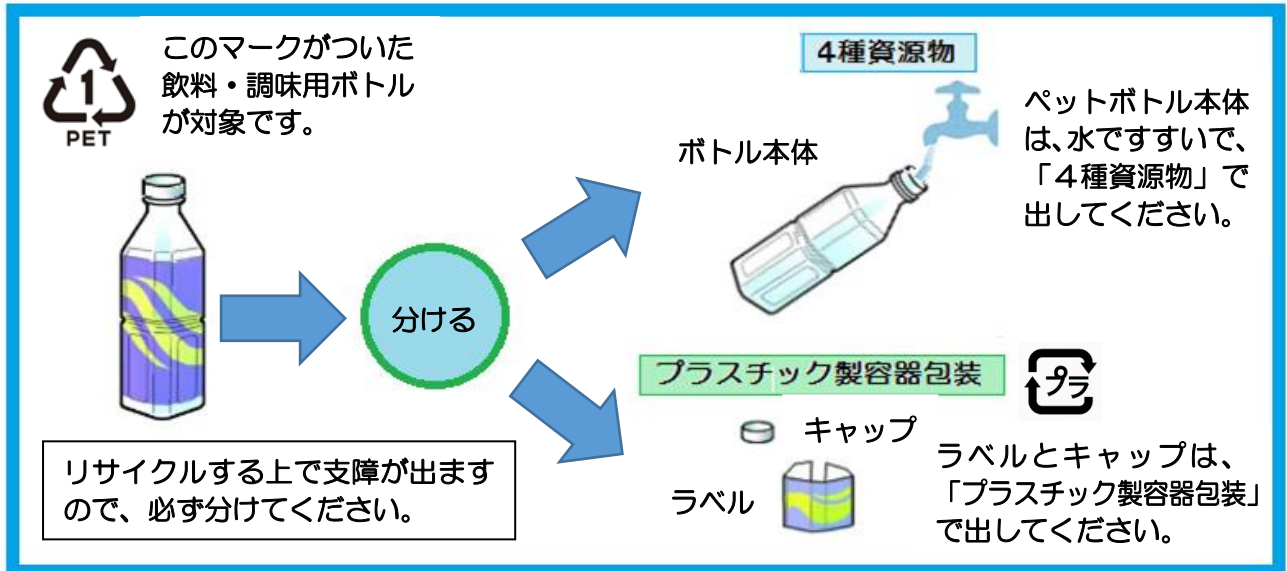 1
PET
このマークがついた
飲料・調味用ボトル
が対象です。
分ける
リサイクルする上で支障が出ます
ので、必ず分けてください。
4種資源物
ボトル本体
ペットボトル本体
は、水ですすいで、
「4種資源物」で
出してください。
プラスチック製容器包装
プラ
キャップ
ラベル
ラベルとキャップは、
「プラスチック製容器包装」
で出してください。